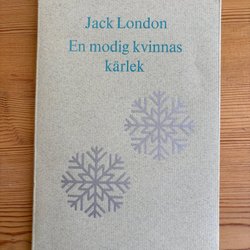 Jack London
En modig kvinnas
kärlek